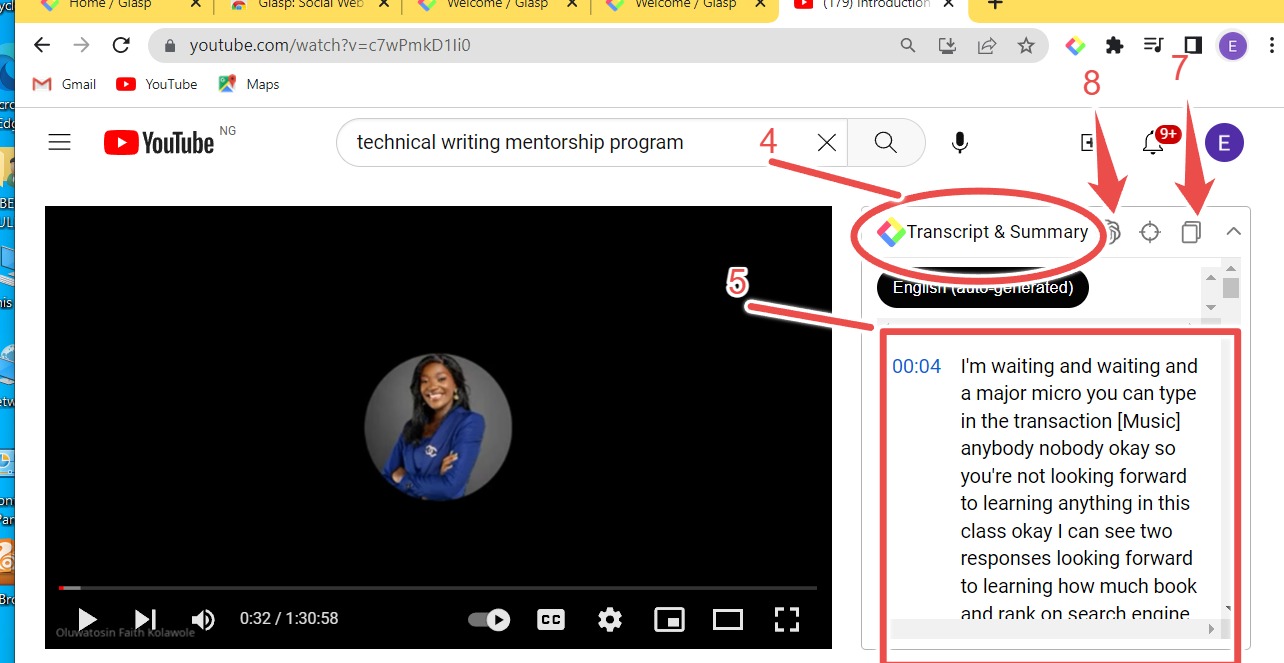 Home / Glasp
Glasp: Social Web
Welcome / Glasp
Welcome / Glasp
(179) Introduction
youtube.com/watch?v=c7wPmkD1li0
E
Gmail
YouTube
Maps
8
7
YouTube NG
technical writing mentorship program
4
9+
E
Transcript & Summary
5
English (auto-generated)
00:04
I'm waiting and waiting and
a major micro you can type
in the transaction [Music]
anybody nobody okay so
you're not looking forward
to learning anything in this
class okay I can see two
responses looking forward
to learning how much book
and rank on search engine
0:32 / 1:30:58
CC
Oluwatosin Faith Kolawole